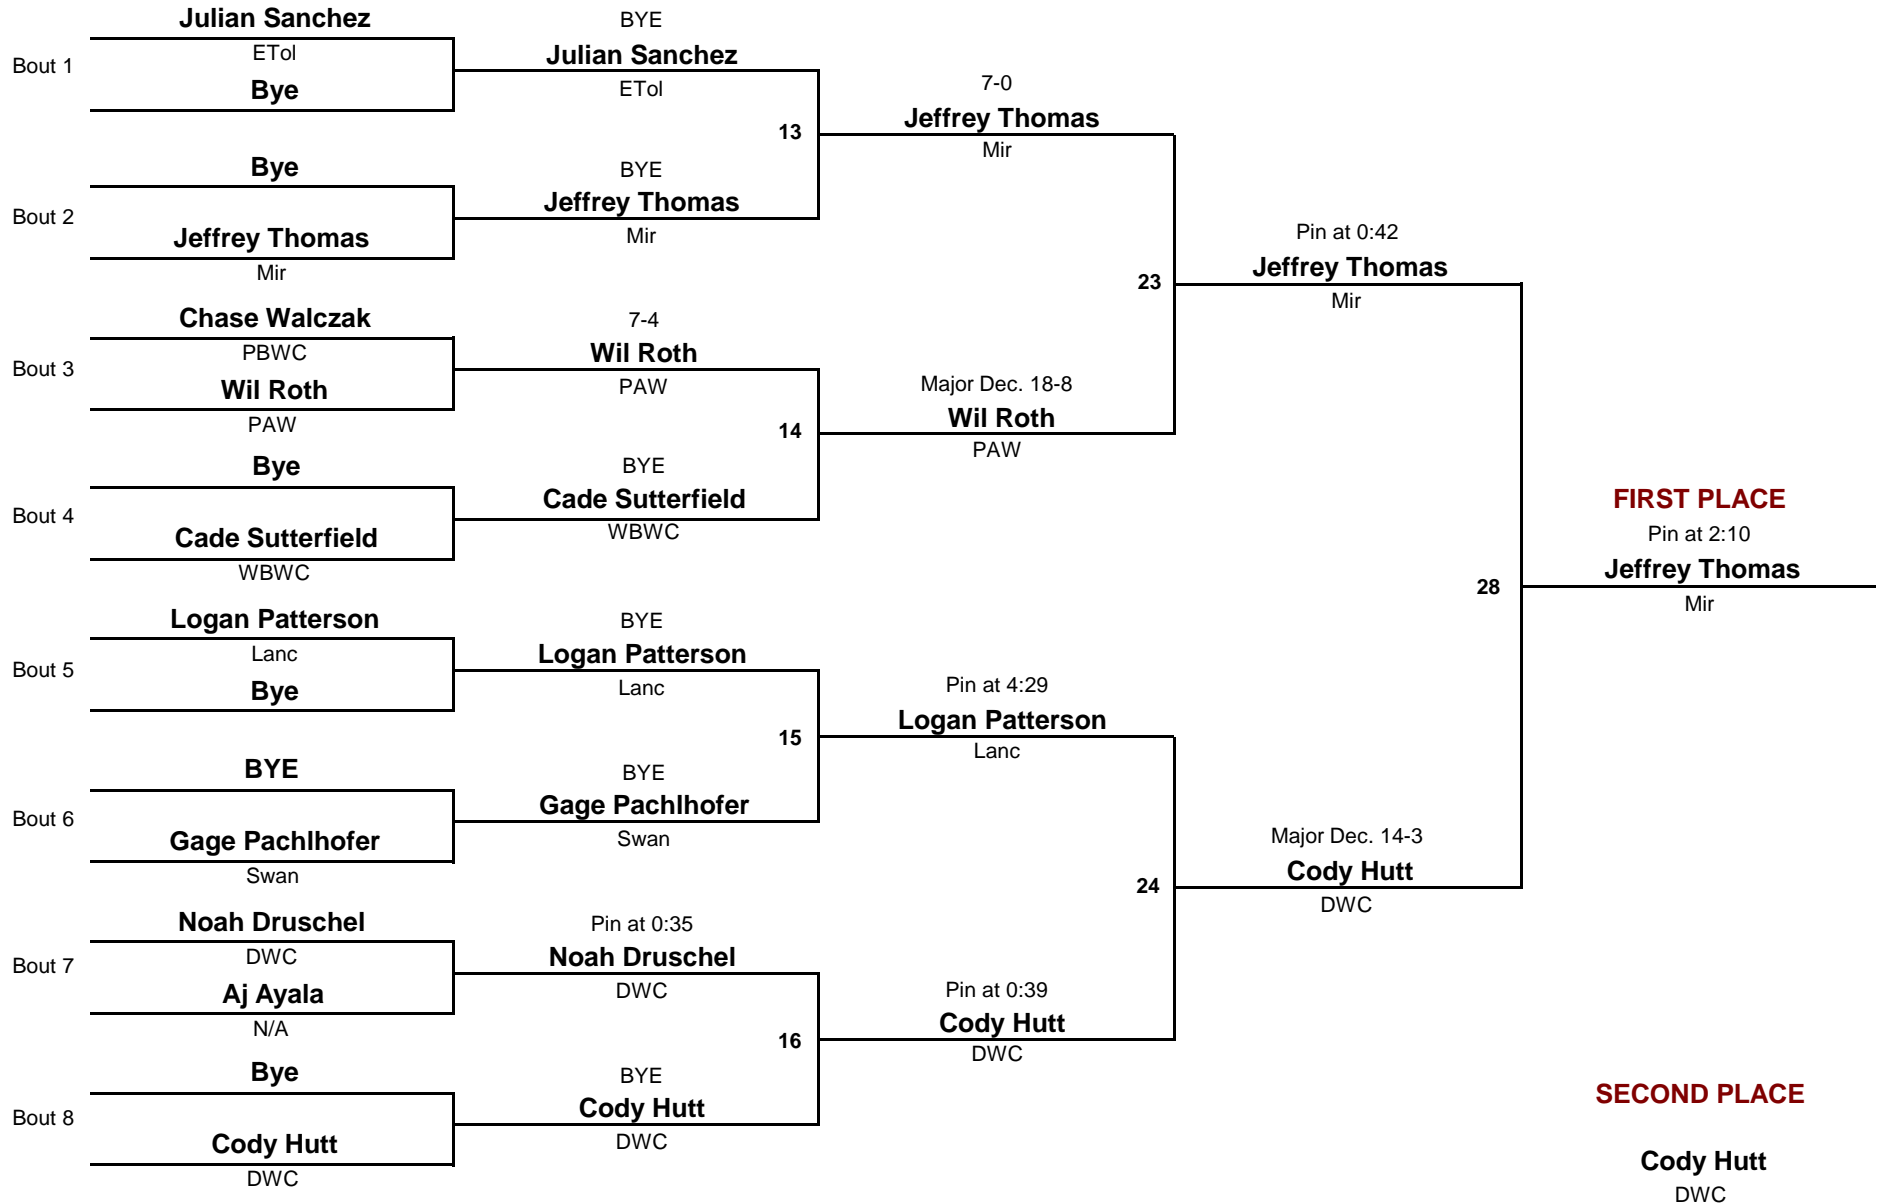 Julian Sanchez
Bout 1
ETol
Bye
Bye
Bout 2
Jeffrey Thomas
Mir
Chase Walczak
Bout 3
PBWC
Wil Roth
PAW
Bye
Bout 4
Cade Sutterfield
WBWC
Logan Patterson
Bout 5
Lanc
Bye
BYE
Bout 6
Gage Pachlhofer
Swan
Noah Druschel
Bout 7
DWC
Aj Ayala
N/A
Bye
Bout 8
Cody Hutt
DWC
BYE
Julian Sanchez
ETol
13
BYE
Jeffrey Thomas
Mir
7-4
Wil Roth
PAW
14
BYE
Cade Sutterfield
WBWC
BYE
Logan Patterson
Lanc
15
BYE
Gage Pachlhofer
Swan
Pin at 0:35
Noah Druschel
DWC
16
BYE
Cody Hutt
DWC
7-0
Jeffrey Thomas
Mir
23
Major Dec. 18-8
Wil Roth
PAW
Pin at 4:29
Logan Patterson
Lanc
24
Pin at 0:39
Cody Hutt
DWC
Pin at 0:42
Jeffrey Thomas
Mir
28
Major Dec. 14-3
Cody Hutt
DWC
FIRST PLACE
Pin at 2:10
Jeffrey Thomas
Mir
SECOND PLACE
Cody Hutt
DWC